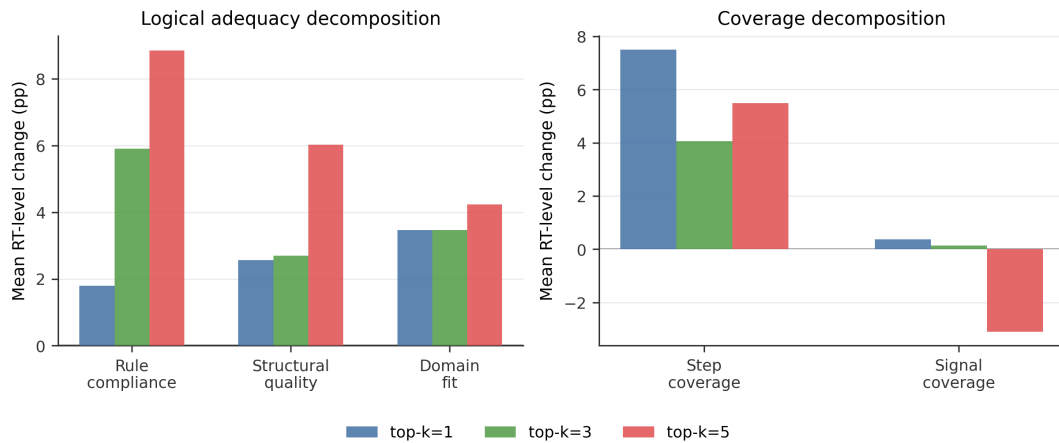 Logical adequacy decomposition
Mean RT-level change (pp)
8
6
4
2
0
Rule
compliance
Structural
quality
Domain
fit
Coverage decomposition
Mean RT-level change (pp)
8
6
4
2
0
−2
Step
coverage
Signal
coverage
top-k=1
top-k=3
top-k=5